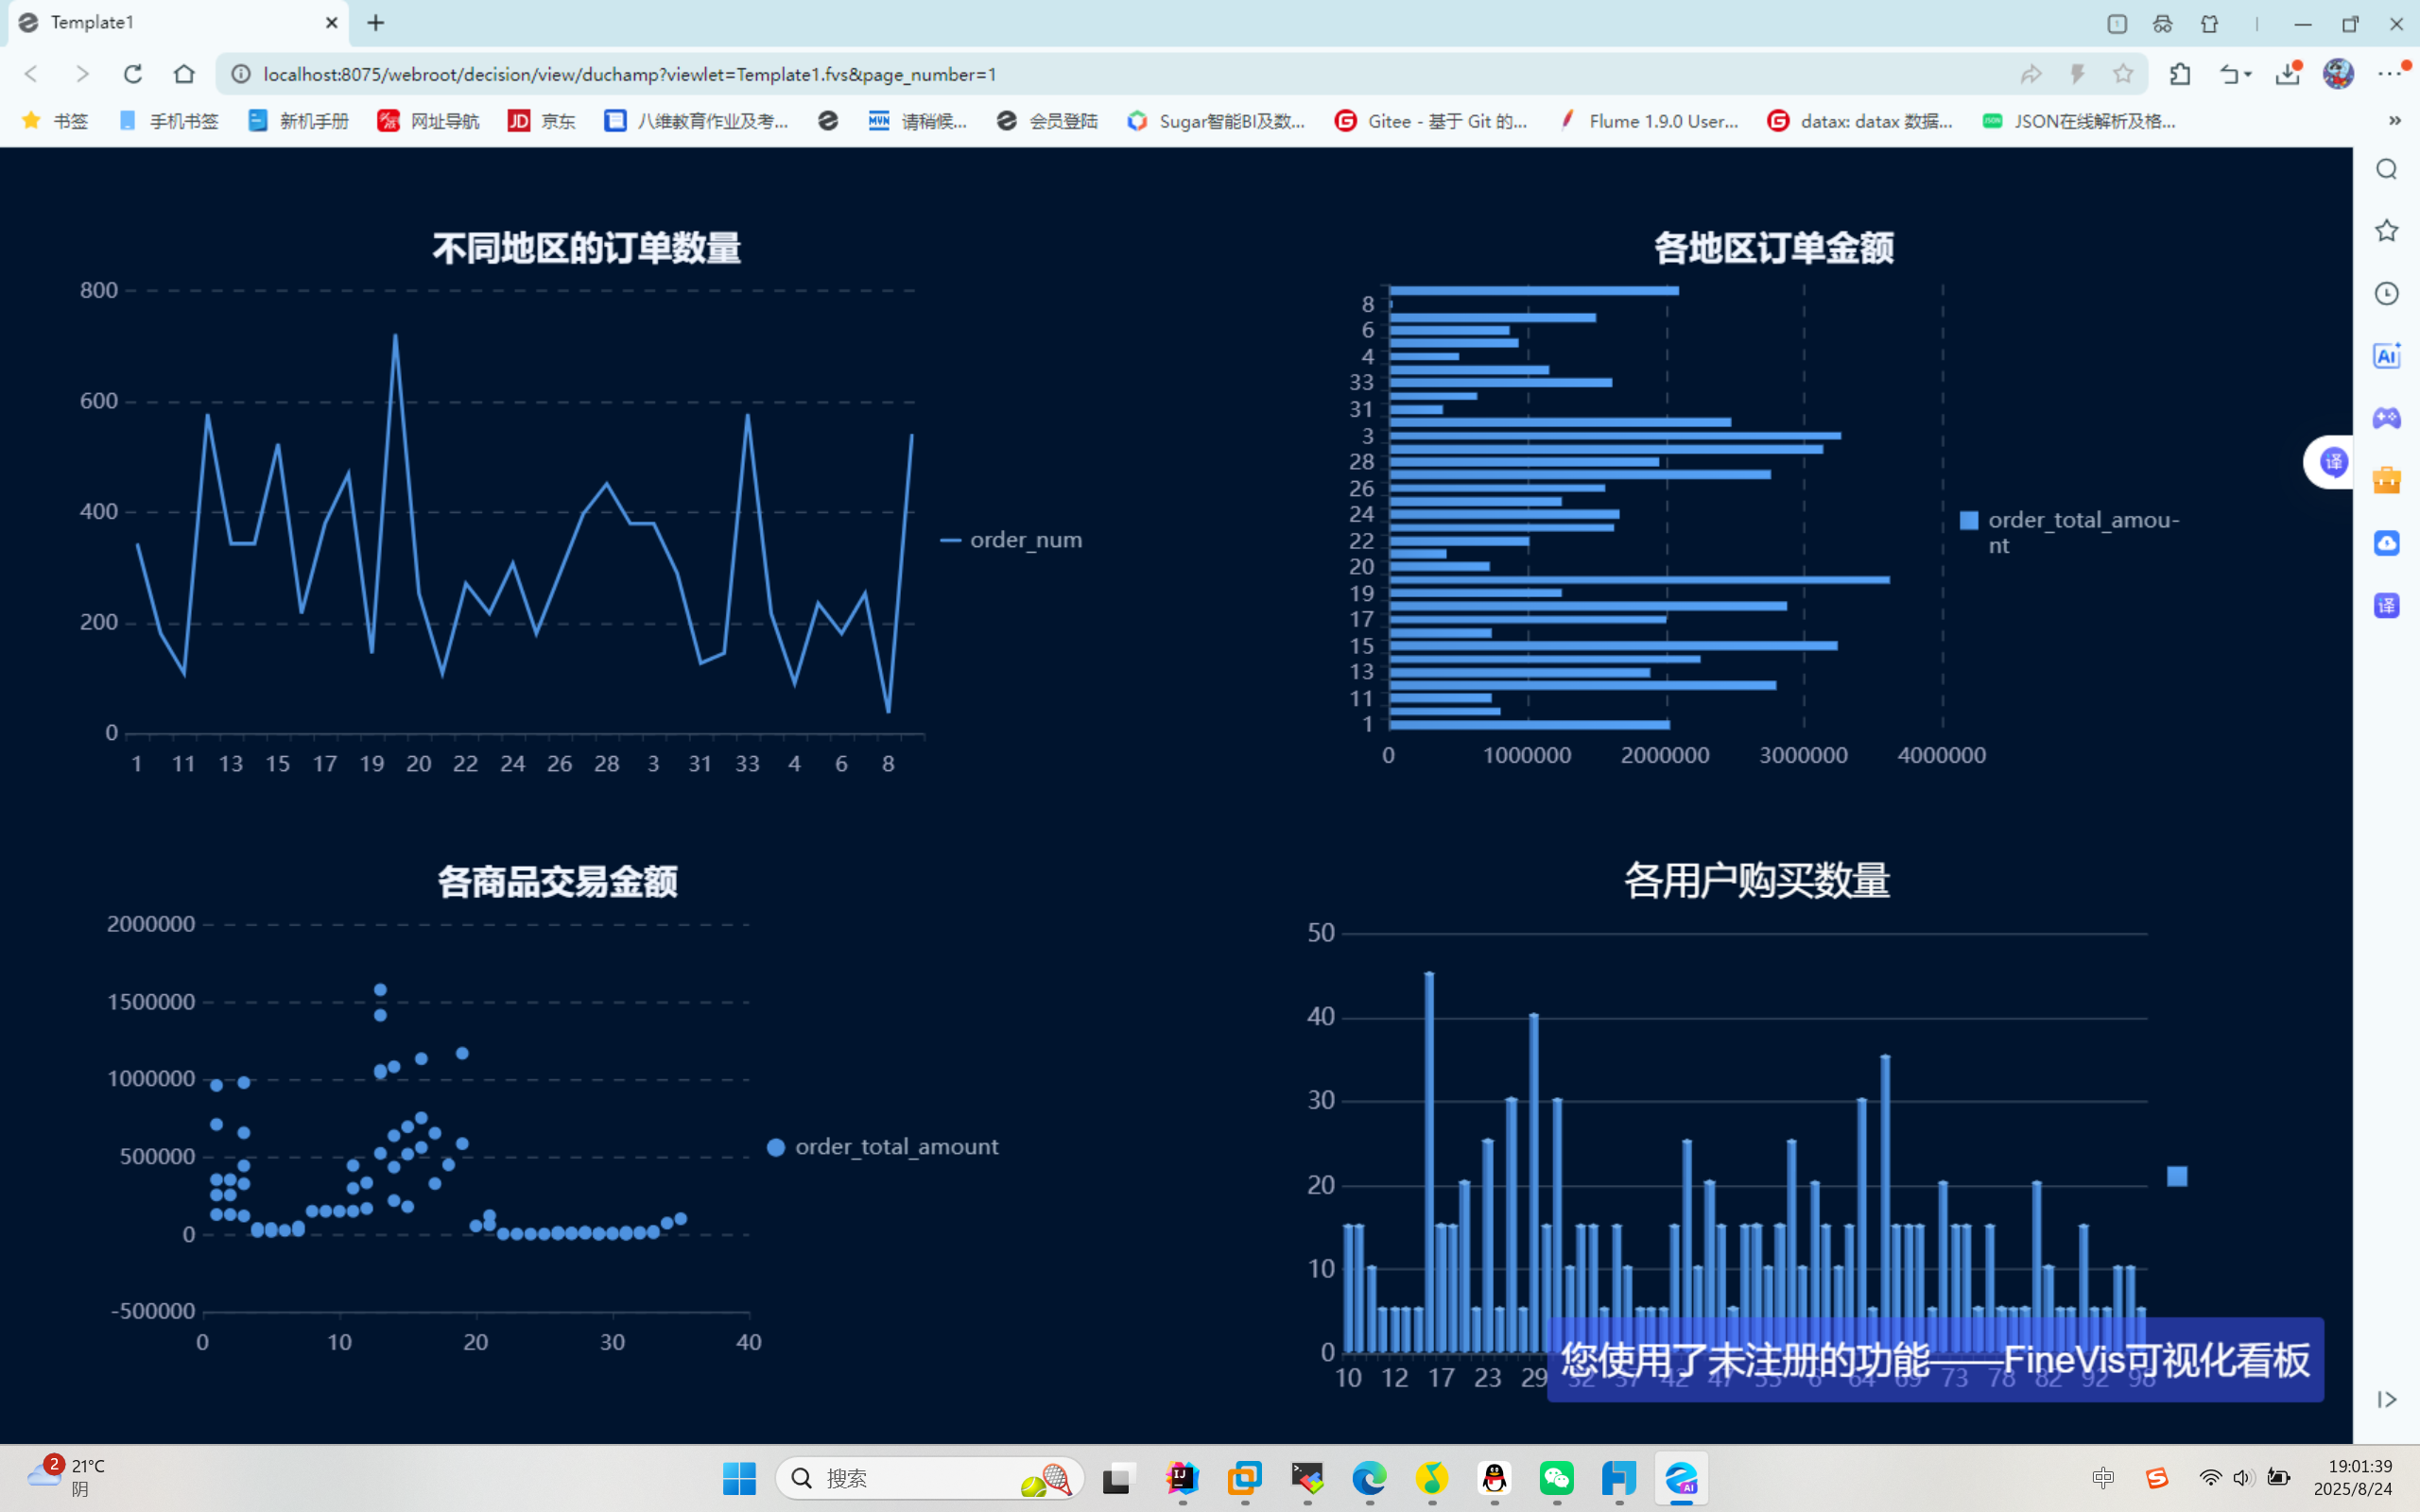 Template1
localhost:8075/webroot/decision/view/duchamp?viewlet=Template1.fvs&page_number=1
书签 手机书签 新机手册 网址导航 JD 京东 八维教育作业及考... MVN 请稍候... 会员登陆 Sugar智能BI及数... Gitee - 基于 Git 的... Flume 1.9.0 User... datax: datax 数据... JSON在线解析及格... »
不同地区的订单数量
800
600
400
200
0
1 11 13 15 17 19 20 22 24 26 28 3 31 33 4 6 8
order_num
各地区订单金额
8
6
4
33
31
3
28
26
24
22
20
19
17
15
13
11
1
0 1000000 2000000 3000000 4000000
order_total_amou-
nt
AI
译
译
各商品交易金额
2000000
1500000
1000000
500000
0
-500000
0 10 20 30 40
order_total_amount
各用户购买数量
50
40
30
20
10
0
10 12 17 23 29 32 37 42 47 55 6 64 69 73 78 82 92 98
您使用了未注册的功能——FineVis可视化看板
2
21°C
阴
搜索
中
19:01:39
2025/8/24